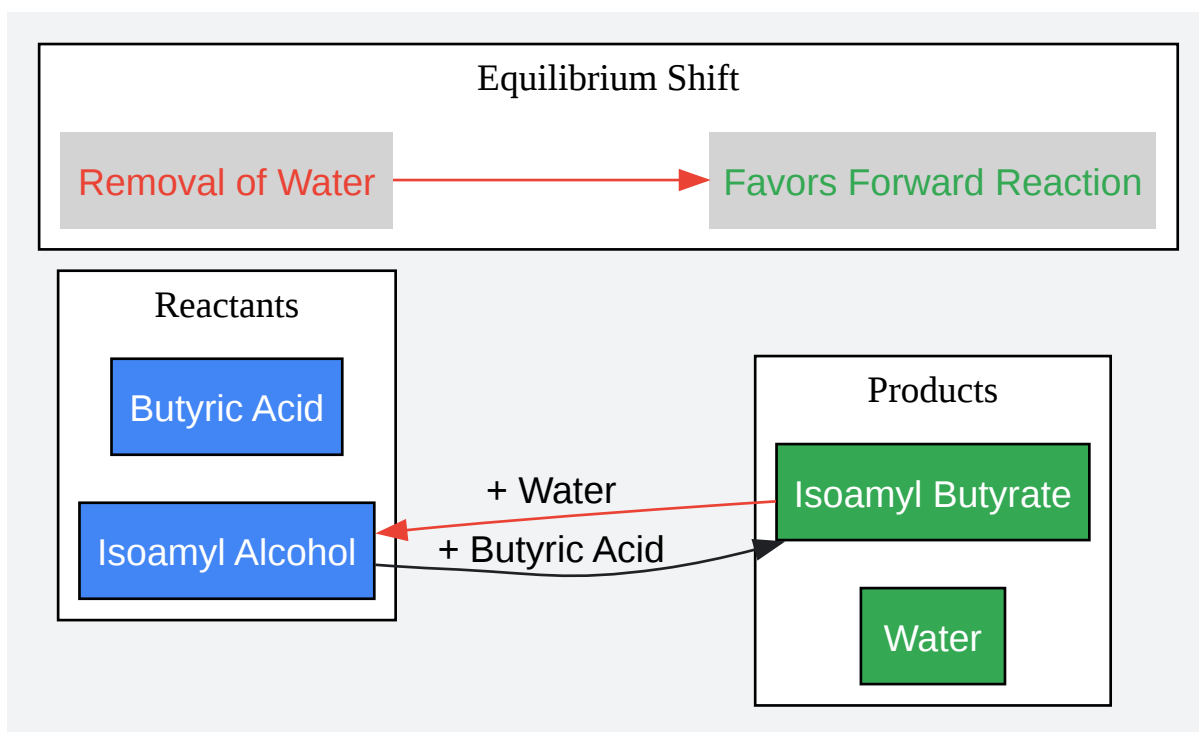 Equilibrium Shift
Removal of Water
Favors Forward Reaction
Reactants
Butyric Acid
Isoamyl Alcohol
+ Water
+ Butyric Acid
Products
Isoamyl Butyrate
Water